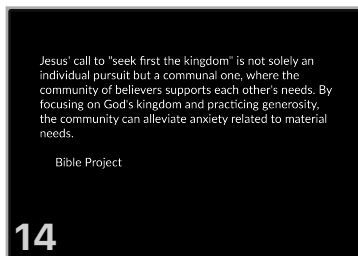 Jesus' call to "seek first the kingdom" is not solely an
individual pursuit but a communal one, where the
community of believers supports each other's needs. By
focusing on God's kingdom and practicing generosity,
the community can alleviate anxiety related to material
needs.
Bible Project
14